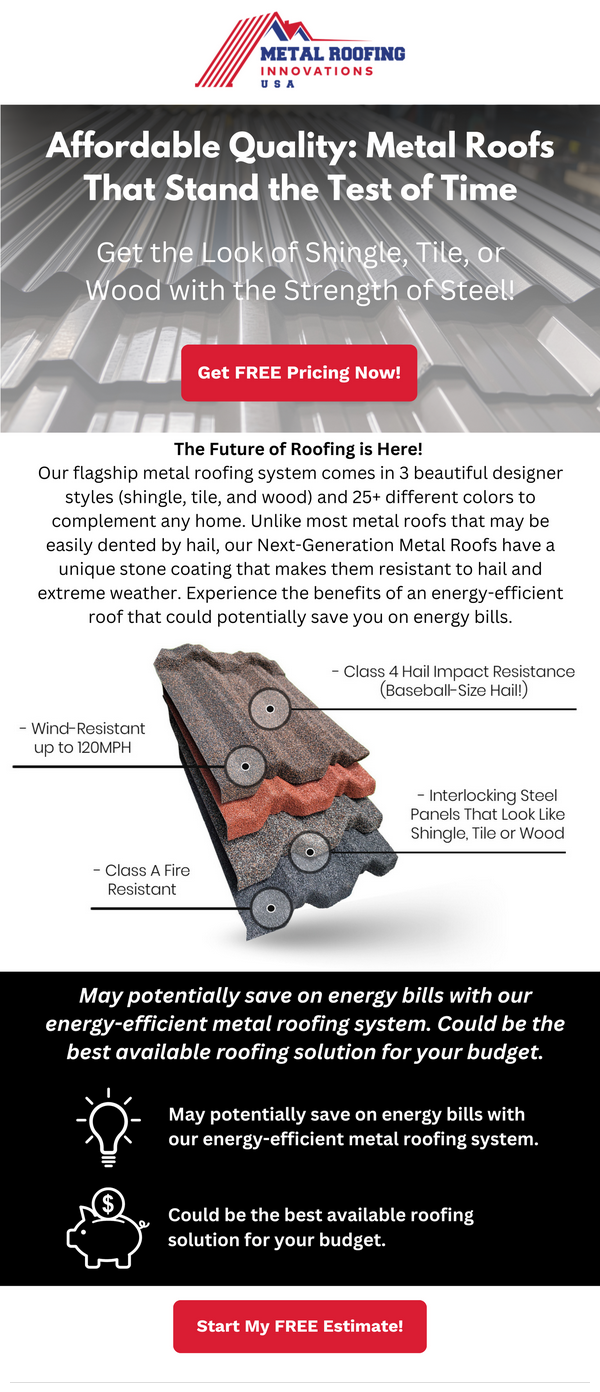 METAL ROOFING
INNOVATIONS
USA
Affordable Quality: Metal Roofs
That Stand the Test of Time
Get the Look of Shingle, Tile, or
Wood with the Strength of Steel!
Get FREE Pricing Now!
The Future of Roofing is Here!
Our flagship metal roofing system comes in 3 beautiful designer
styles (shingle, tile, and wood) and 25+ different colors to
complement any home. Unlike most metal roofs that may be
easily dented by hail, our Next-Generation Metal Roofs have a
unique stone coating that makes them resistant to hail and
extreme weather. Experience the benefits of an energy-efficient
roof that could potentially save you on energy bills.
- Class 4 Hail Impact Resistance
(Baseball-Size Hail!)
- Wind-Resistant
up to 120MPH
- Interlocking Steel
Panels That Look Like
Shingle, Tile or Wood
- Class A Fire
Resistant
May potentially save on energy bills with our
energy-efficient metal roofing system. Could be the
best available roofing solution for your budget.
May potentially save on energy bills with
our energy-efficient metal roofing system.
$
Could be the best available roofing
solution for your budget.
Start My FREE Estimate!